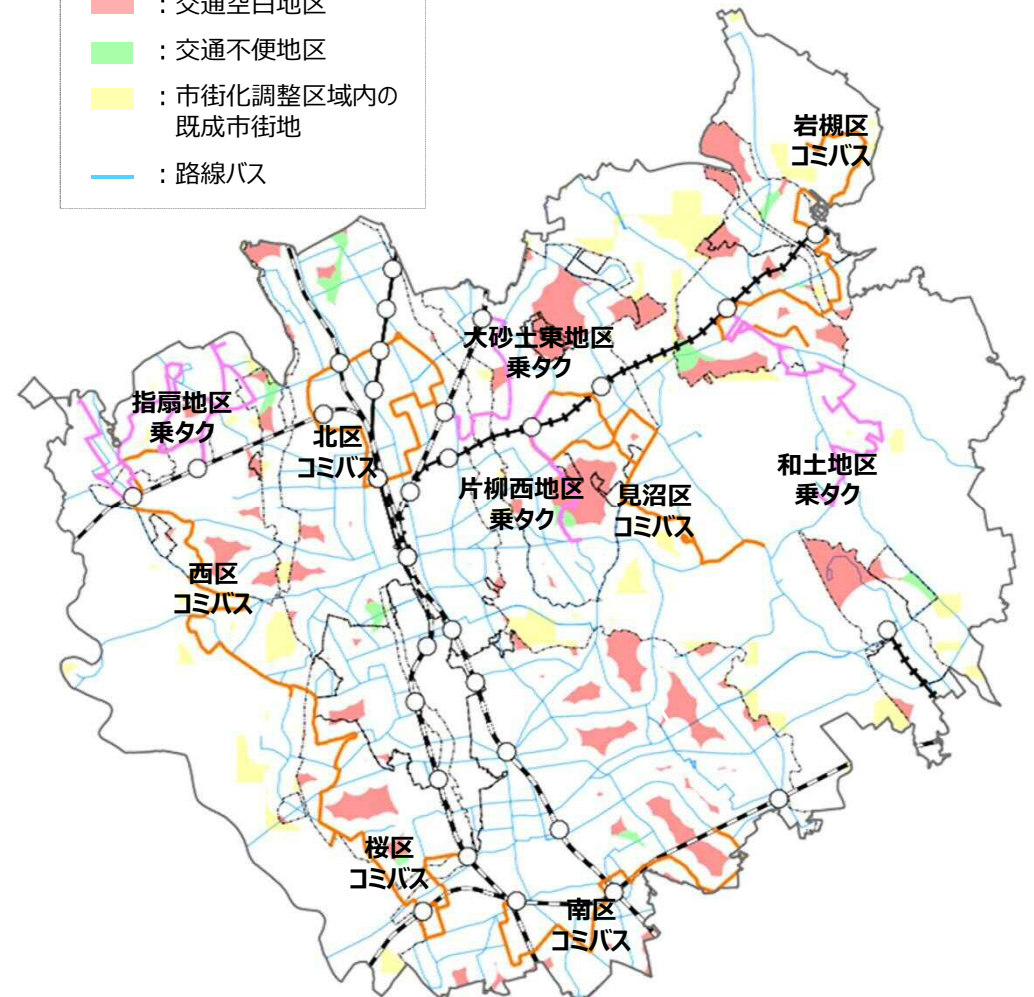 ：交通空白地区
：交通不便地区
：市街化調整区域内の
既成市街地
：路線バス
岩槻区
コミバス
大砂土東地区
乗タク
指扇地区
乗タク
北区
コミバス
片柳西地区
乗タク
見沼区
コミバス
和土地区
乗タク
西区
コミバス
桜区
コミバス
南区
コミバス